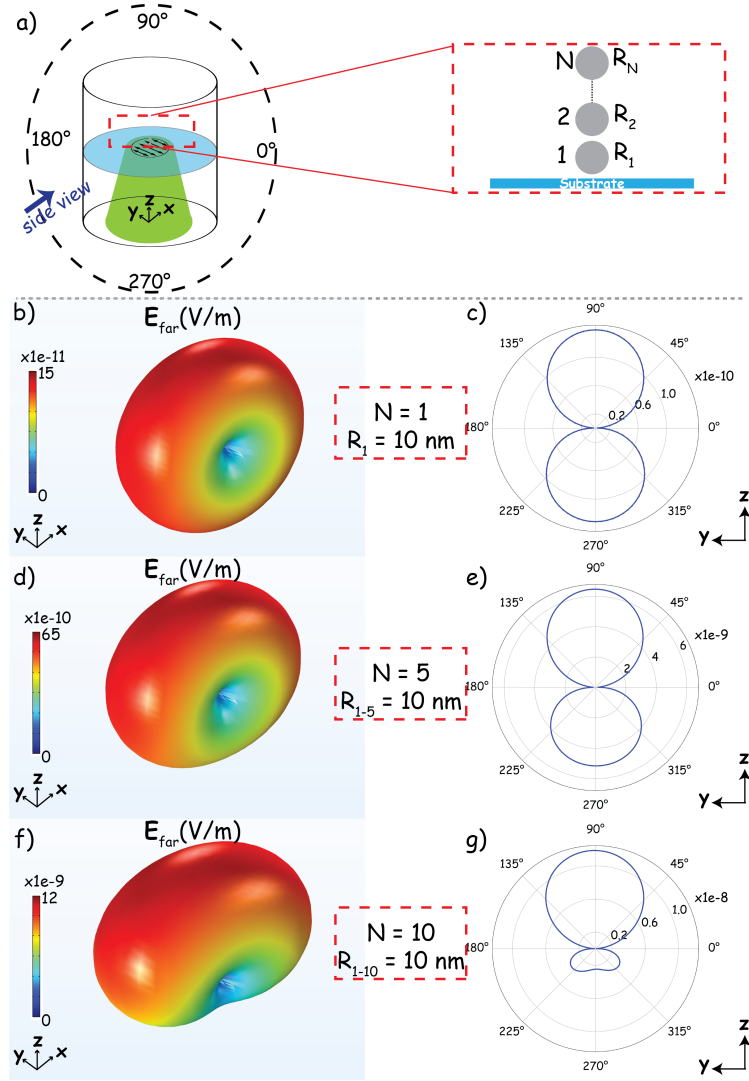 a)
90°
180°
0°
270°
side view
z
y
x
N
R_N
2
R_2
1
R_1
Substrate
b)
E_far(V/m)
x1e-11
15
0
z
y
x
N = 1
R_1 = 10 nm
c)
90°
135°
45°
x1e-10
1.0
0.6
0.2
180°
0°
225°
315°
270°
z
y
d)
E_far(V/m)
x1e-10
65
0
z
y
x
N = 5
R_1-5 = 10 nm
e)
90°
135°
45°
x1e-9
6
4
2
180°
0°
225°
315°
270°
z
y
f)
E_far(V/m)
x1e-9
12
0
z
y
x
N = 10
R_1-10 = 10 nm
g)
90°
135°
45°
x1e-8
1.0
0.6
0.2
180°
0°
225°
315°
270°
z
y